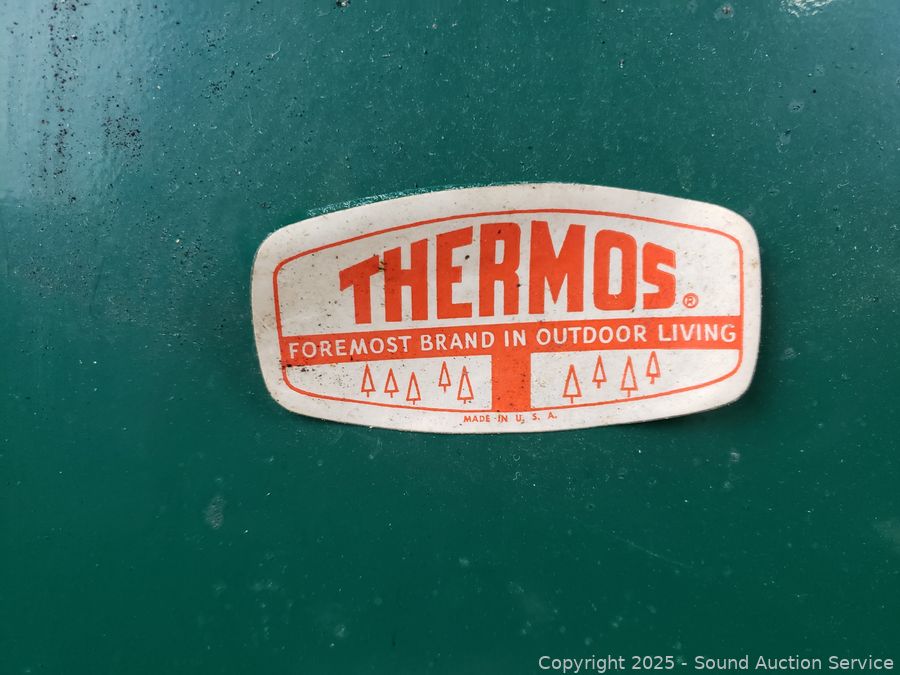 THERMOS®
FOREMOST BRAND IN OUTDOOR LIVING
MADE IN U. S. A.
Copyright 2025 - Sound Auction Service